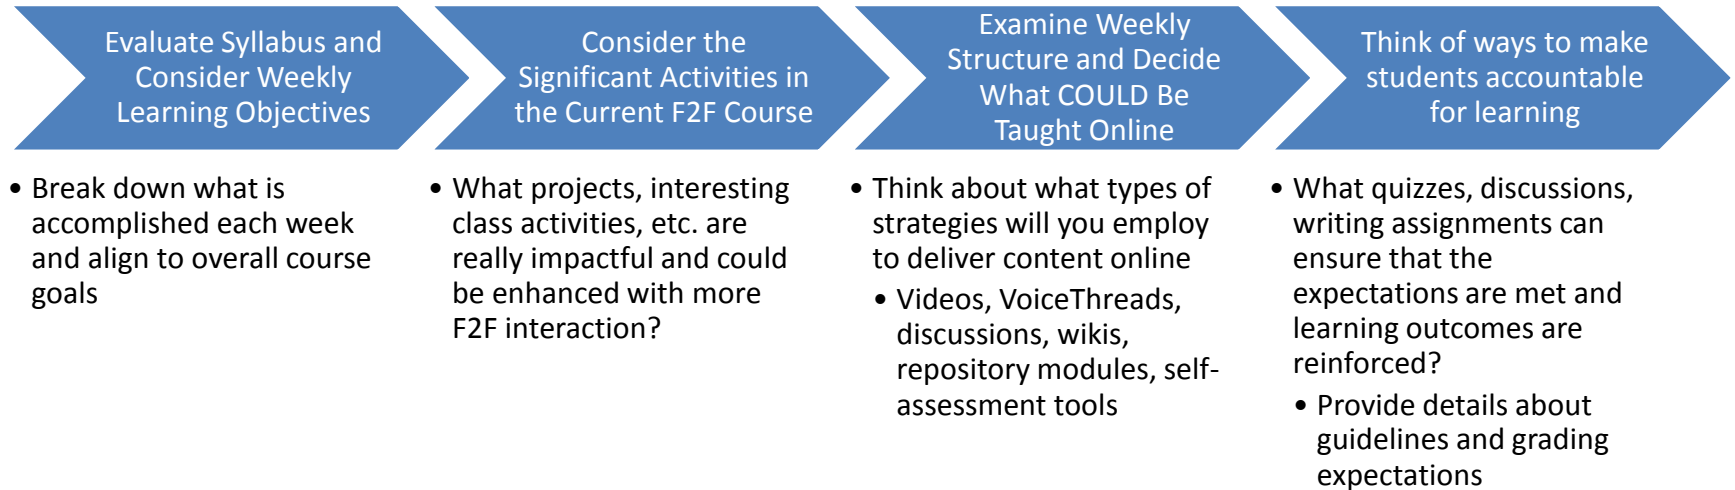 Evaluate Syllabus and
Consider Weekly
Learning Objectives
• Break down what is
accomplished each week
and align to overall course
goals
Consider the
Significant Activities in
the Current F2F Course
• What projects, interesting
class activities, etc. are
really impactful and could
be enhanced with more
F2F interaction?
Examine Weekly
Structure and Decide
What COULD Be
Taught Online
• Think about what types of
strategies will you employ
to deliver content online
• Videos, VoiceThreads,
discussions, wikis,
repository modules, self-
assessment tools
Think of ways to make
students accountable
for learning
• What quizzes, discussions,
writing assignments can
ensure that the
expectations are met and
learning outcomes are
reinforced?
• Provide details about
guidelines and grading
expectations